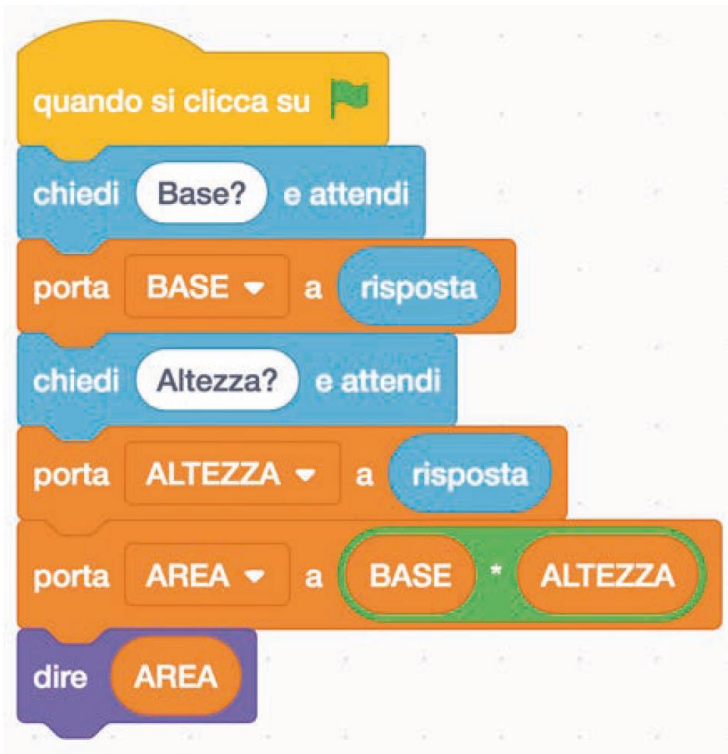 quando si clicca su
chiedi Base? e attendi
porta BASE a risposta
chiedi Altezza? e attendi
porta ALTEZZA a risposta
porta AREA a BASE * ALTEZZA
dire AREA